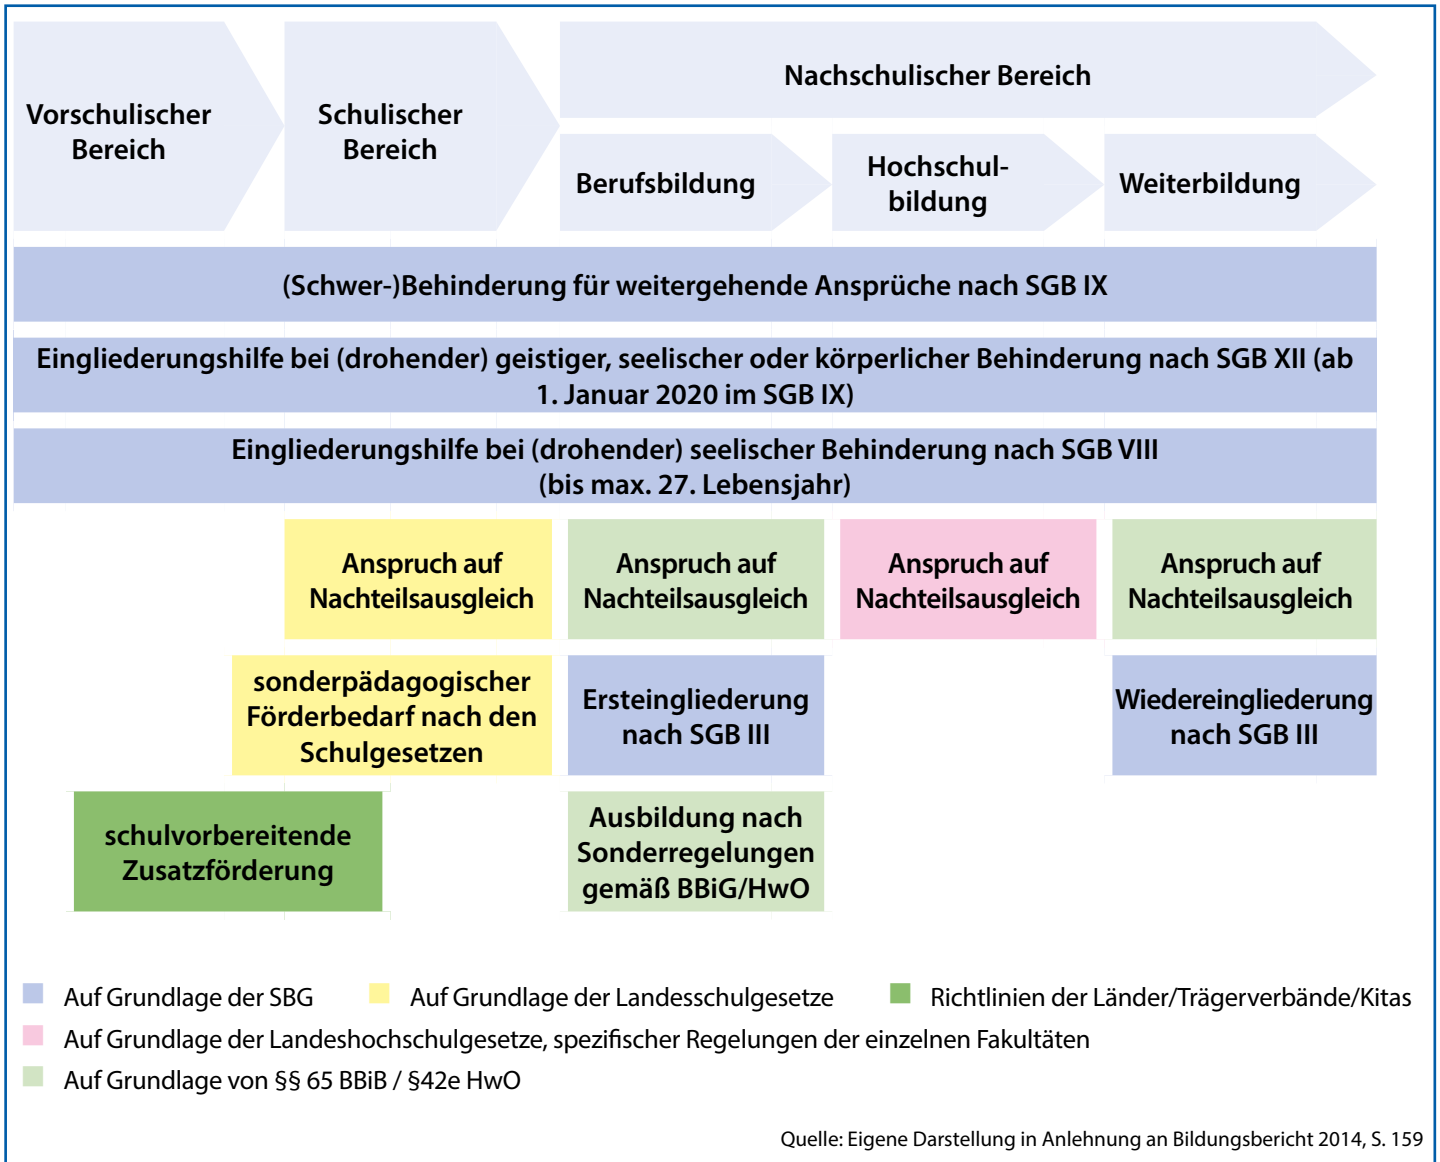 Vorschulischer
Bereich
Schulischer
Bereich
Nachschulischer Bereich
Berufsbildung
Hochschul-
bildung
Weiterbildung
(Schwer-)Behinderung für weitergehende Ansprüche nach SGB IX
Eingliederungshilfe bei (drohender) geistiger, seelischer oder körperlicher Behinderung nach SGB XII (ab
1. Januar 2020 im SGB IX)
Eingliederungshilfe bei (drohender) seelischer Behinderung nach SGB VIII
(bis max. 27. Lebensjahr)
Anspruch auf
Nachteilsausgleich
Anspruch auf
Nachteilsausgleich
Anspruch auf
Nachteilsausgleich
Anspruch auf
Nachteilsausgleich
sonderpädagogischer
Förderbedarf nach den
Schulgesetzen
Ersteingliederung
nach SGB III
Wiedereingliederung
nach SGB III
schulvorbereitende
Zusatzförderung
Ausbildung nach
Sonderregelungen
gemäß BBiG/HwO
Auf Grundlage der SBG
Auf Grundlage der Landesschulgesetze
Richtlinien der Länder/Trägerverbände/Kitas
Auf Grundlage der Landeshochschulgesetze, spezifischer Regelungen der einzelnen Fakultäten
Auf Grundlage von §§ 65 BBiB / §42e HwO
Quelle: Eigene Darstellung in Anlehnung an Bildungsbericht 2014, S. 159